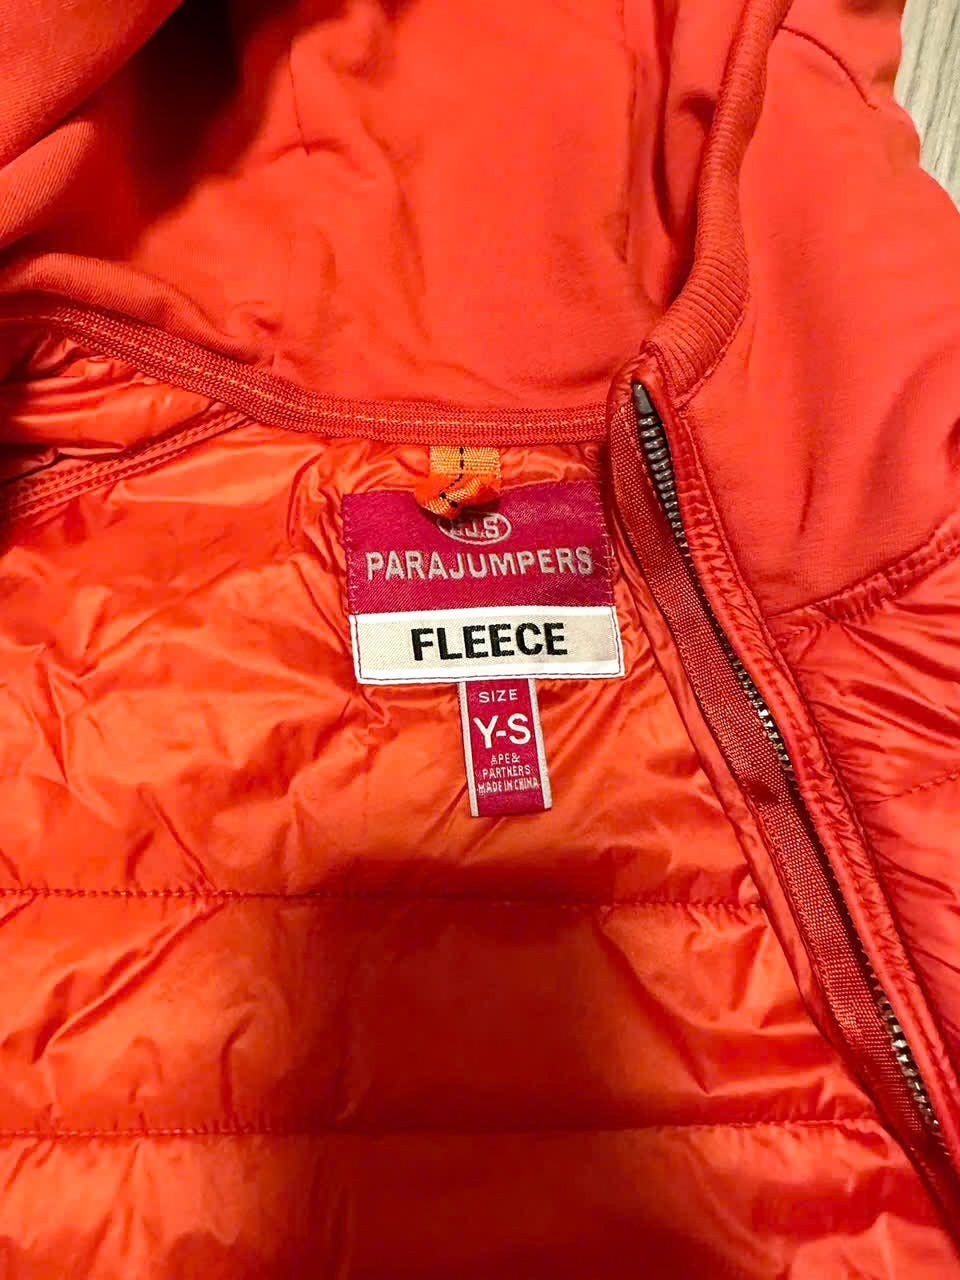 P.J.S
PARAJUMPERS
FLEECE
SIZE
Y-S
APE&
PARTNERS
MADE IN CHINA